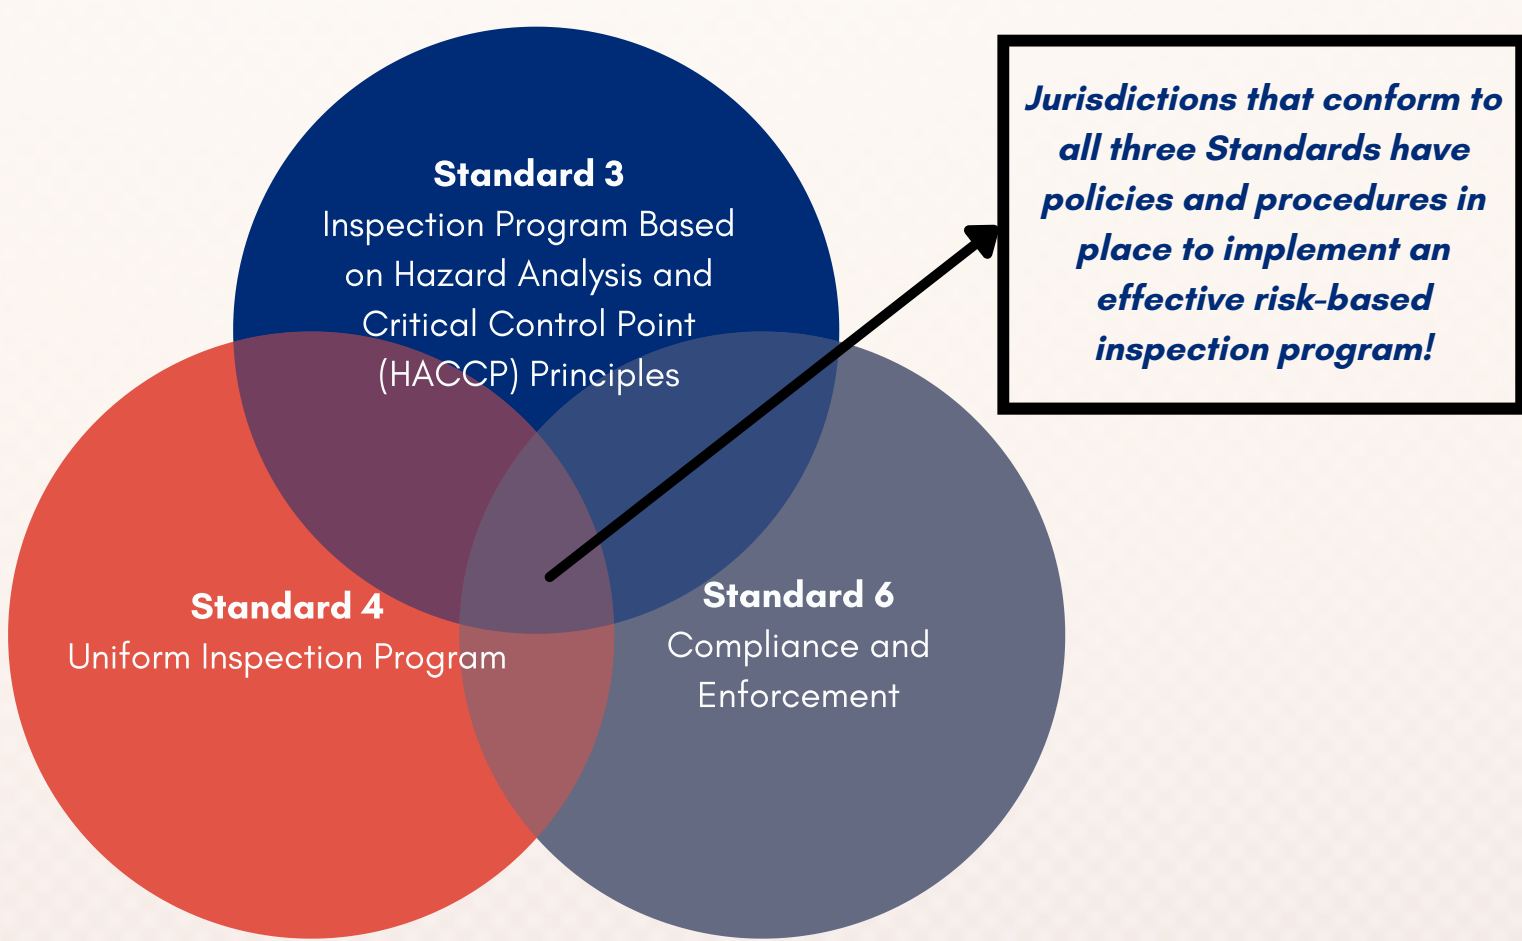 Standard 3
Inspection Program Based
on Hazard Analysis and
Critical Control Point
(HACCP) Principles
Standard 4
Uniform Inspection Program
Standard 6
Compliance and
Enforcement
Jurisdictions that conform to
all three Standards have
policies and procedures in
place to implement an
effective risk-based
inspection program!